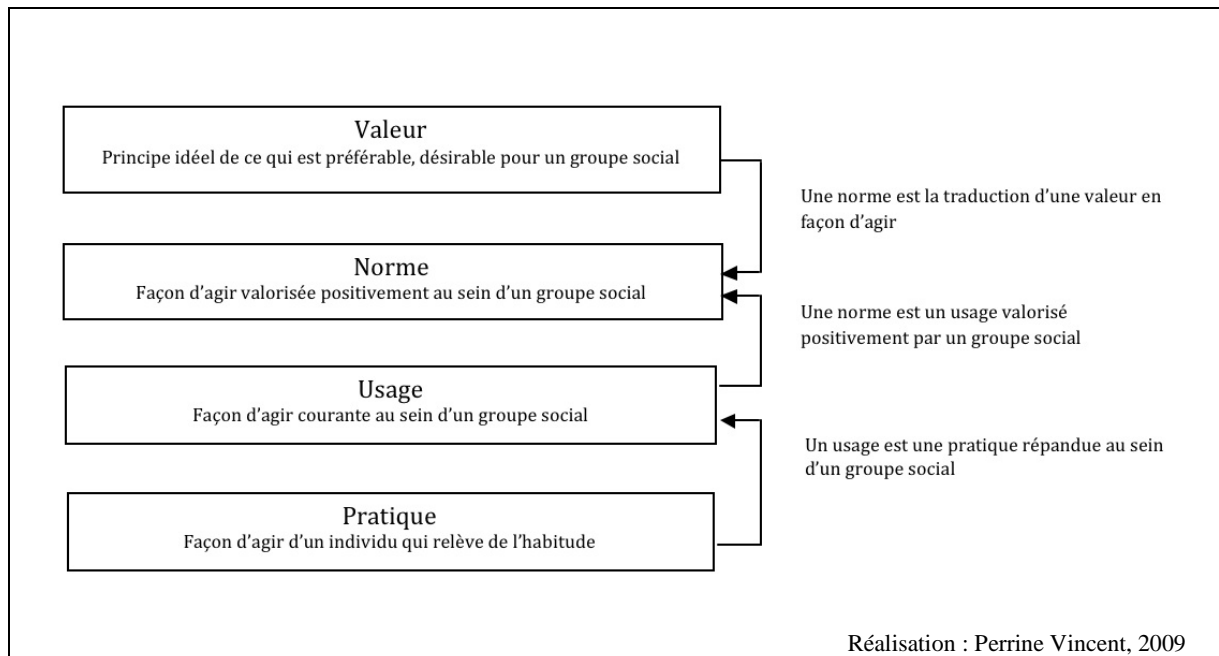 Valeur
Principe idéel de ce qui est préférable, désirable pour un groupe social
Une norme est la traduction d’une valeur en
façon d’agir
Norme
Façon d’agir valorisée positivement au sein d’un groupe social
Une norme est un usage valorisé
positivement par un groupe social
Usage
Façon d’agir courante au sein d’un groupe social
Un usage est une pratique répandue au sein
d’un groupe social
Pratique
Façon d’agir d’un individu qui relève de l’habitude
Réalisation : Perrine Vincent, 2009